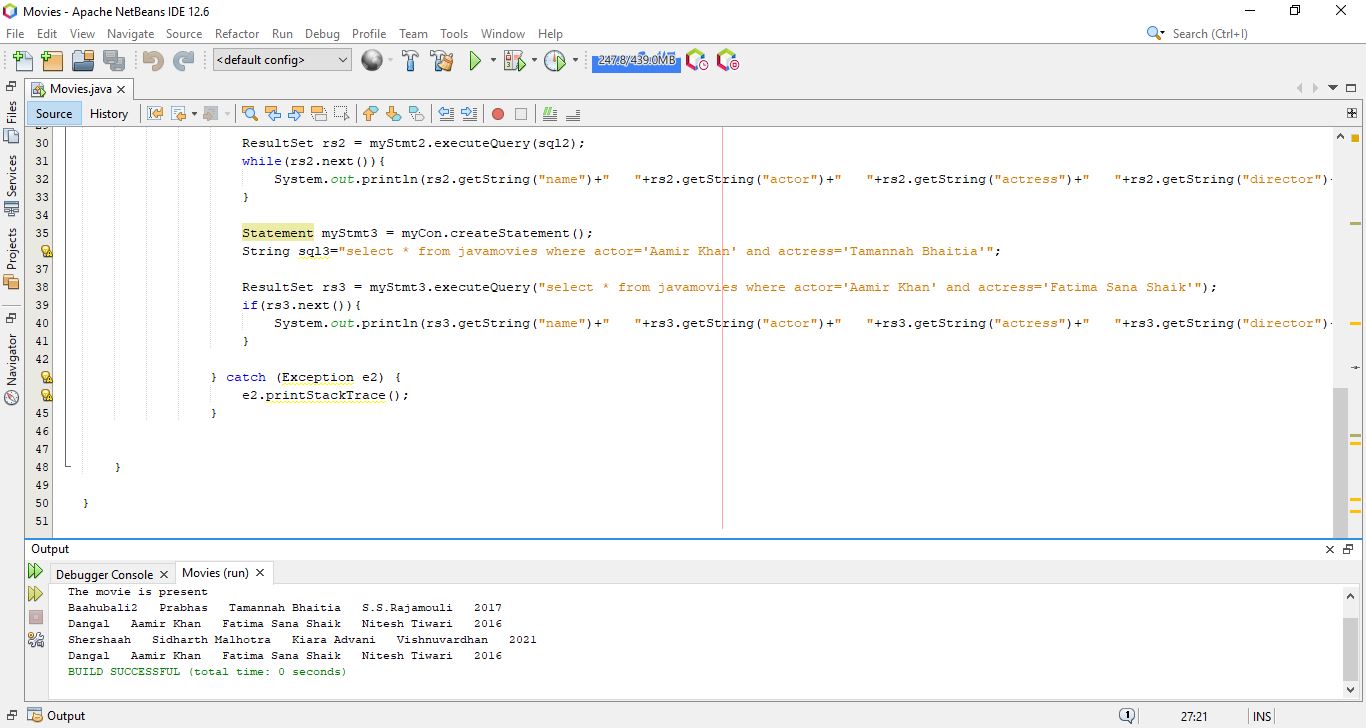 Movies - Apache NetBeans IDE 12.6
File Edit View Navigate Source Refactor Run Debug Profile Team Tools Window Help
Search (Ctrl+I)
<default config>
247.8/439.0MB
Files
Services
Projects
Navigator
Movies.java
Source History
29
30 ResultSet rs2 = myStmt2.executeQuery(sql2);
31 while(rs2.next()){
32 System.out.println(rs2.getString("name")+"   "+rs2.getString("actor")+"   "+rs2.getString("actress")+"   "+rs2.getString("director")+
33 }
34
35 Statement myStmt3 = myCon.createStatement();
String sql3="select * from javamovies where actor='Aamir Khan' and actress='Tamannah Bhaitia'";
37
38 ResultSet rs3 = myStmt3.executeQuery("select * from javamovies where actor='Aamir Khan' and actress='Fatima Sana Shaik'");
39 if(rs3.next()){
40 System.out.println(rs3.getString("name")+"   "+rs3.getString("actor")+"   "+rs3.getString("actress")+"   "+rs3.getString("director")+
41 }
42
} catch (Exception e2) {
e2.printStackTrace();
45 }
46
47
48 }
49
50 }
51
Output
Debugger Console Movies (run)
The movie is present
Baahubali2   Prabhas   Tamannah Bhaitia   S.S.Rajamouli   2017
Dangal   Aamir Khan   Fatima Sana Shaik   Nitesh Tiwari   2016
Shershaah   Sidharth Malhotra   Kiara Advani   Vishnuvardhan   2021
Dangal   Aamir Khan   Fatima Sana Shaik   Nitesh Tiwari   2016
BUILD SUCCESSFUL (total time: 0 seconds)
Output
1
27:21
INS